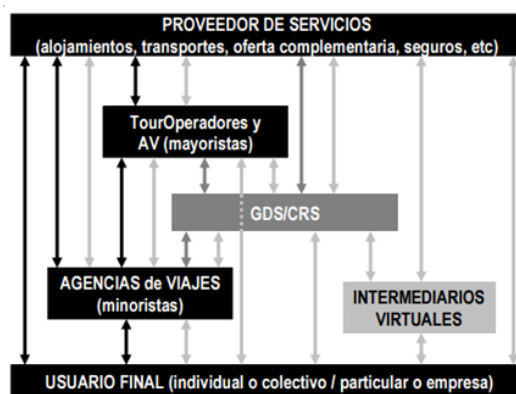 PROVEEDOR DE SERVICIOS
(alojamientos, transportes, oferta complementaria, seguros, etc)
TourOperadores y
AV (mayoristas)
GDS/CRS
AGENCIAS de VIAJES
(minoristas)
INTERMEDIARIOS
VIRTUALES
USUARIO FINAL (individual o colectivo / particular o empresa)